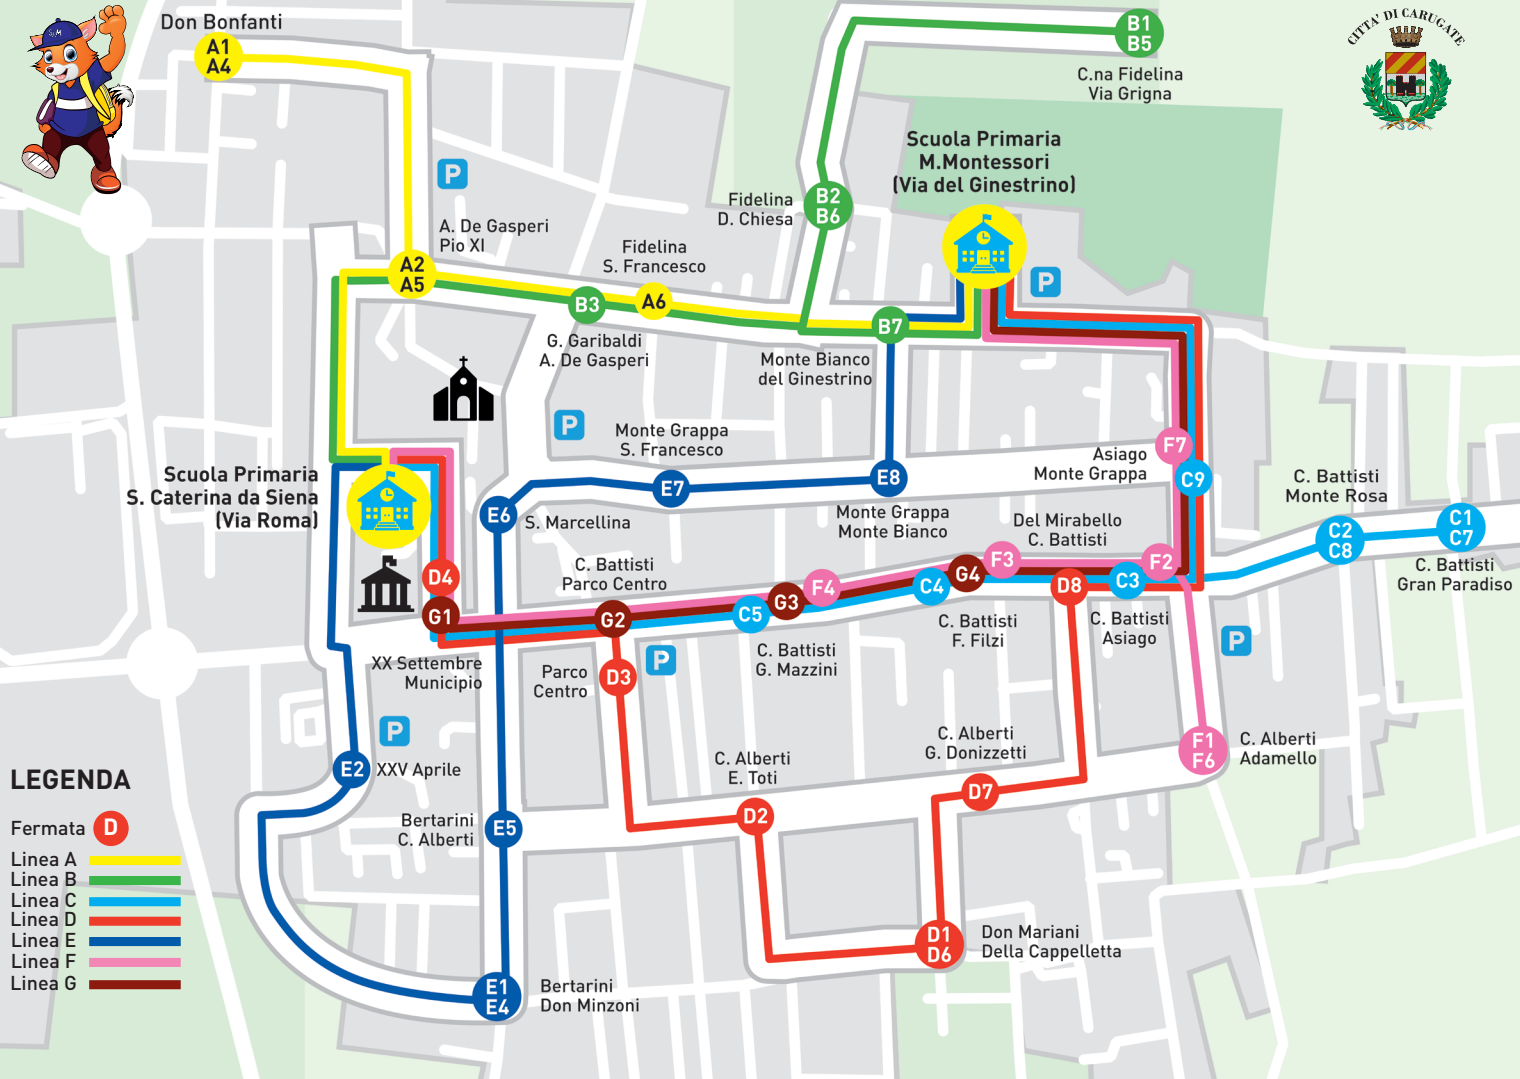 Don Bonfanti
A1
A4
CITTA' DI CARUGATE
B1
B5
C.na Fidelina
Via Grigna
Scuola Primaria
M.Montessori
(Via del Ginestrino)
P
Fidelina
D. Chiesa
B2
B6
A. De Gasperi
Pio XI
Fidelina
S. Francesco
A2
A5
P
B3
A6
B7
G. Garibaldi
A. De Gasperi
Monte Bianco
del Ginestrino
P
Monte Grappa
S. Francesco
F7
Asiago
Monte Grappa
C9
Scuola Primaria
S. Caterina da Siena
(Via Roma)
E6
E7
E8
S. Marcellina
Monte Grappa
Monte Bianco
C. Battisti
Monte Rosa
Del Mirabello
C. Battisti
C1
C7
C2
C8
C. Battisti
Gran Paradiso
C. Battisti
Parco Centro
D4
G1
G2
C5
G3
F4
C4
G4
F3
D8
C3
F2
C. Battisti
F. Filzi
C. Battisti
Asiago
P
C. Battisti
G. Mazzini
XX Settembre
Municipio
Parco
Centro
D3
P
P
E2
XXV Aprile
C. Alberti
G. Donizzetti
F1
F6
C. Alberti
Adamello
C. Alberti
E. Toti
D7
D2
Bertarini
C. Alberti
E5
D1
D6
Don Mariani
Della Cappelletta
E1
E4
Bertarini
Don Minzoni
LEGENDA
Fermata D
Linea A
Linea B
Linea C
Linea D
Linea E
Linea F
Linea G